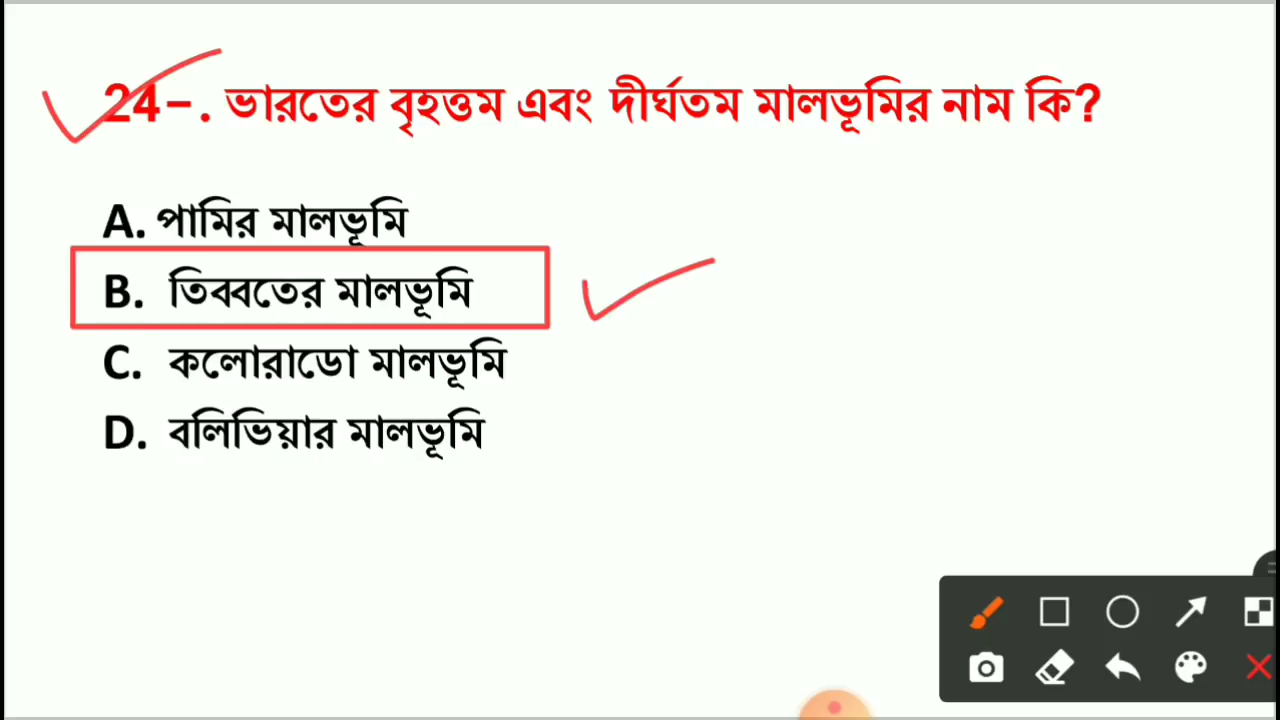 24-. ভারতের বৃহত্তম এবং দীর্ঘতম মালভূমির নাম কি?
A. পামির মালভূমি
B. তিব্বতের মালভূমি
C. কলোরাডো মালভূমি
D. বলিভিয়ার মালভূমি